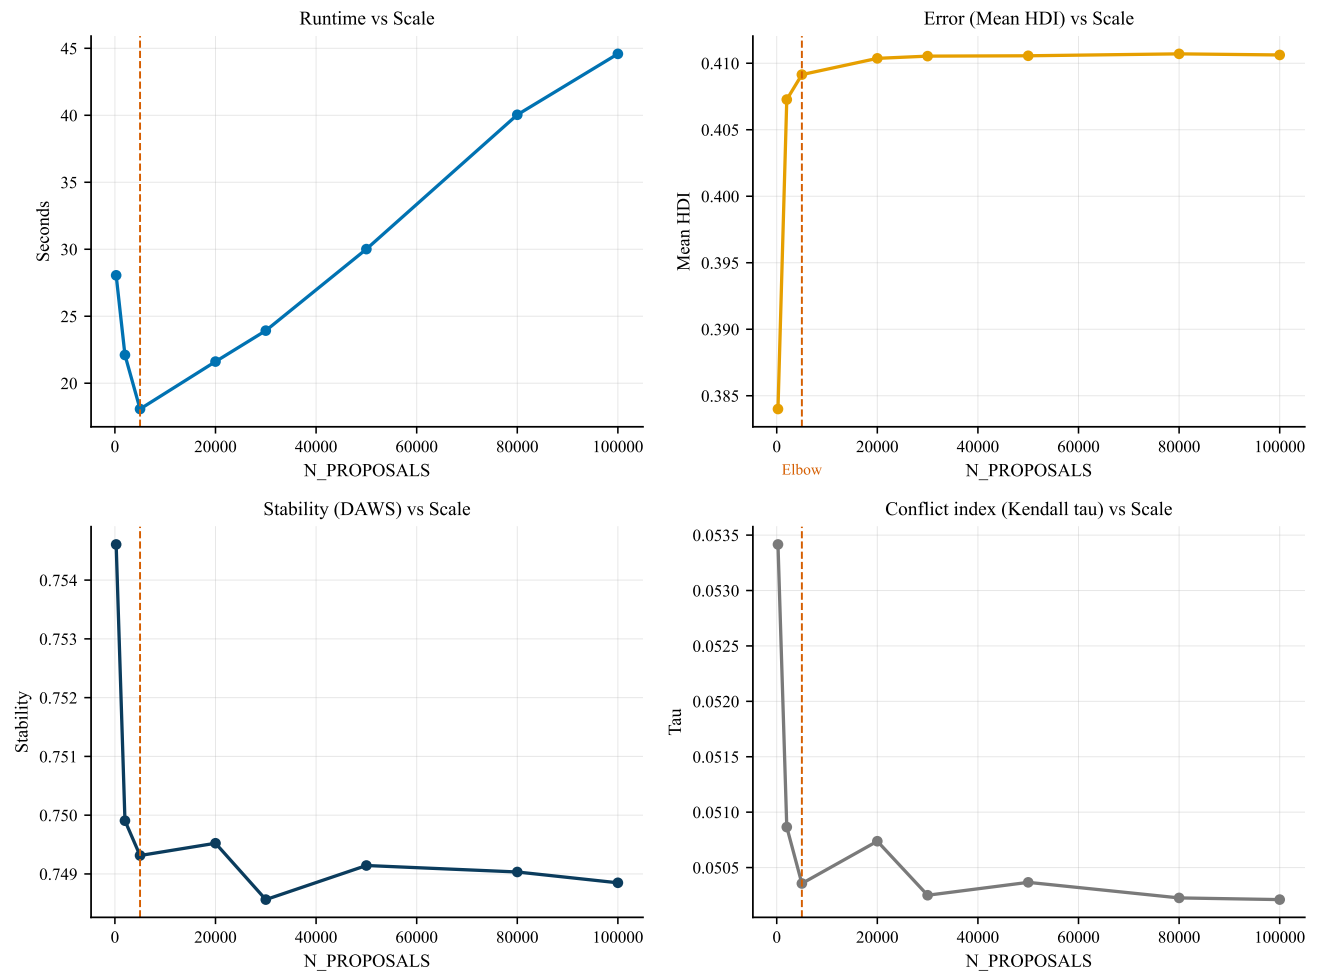 Runtime vs Scale
45
40
35
30
25
20
Seconds
0 20000 40000 60000 80000 100000
N_PROPOSALS
Error (Mean HDI) vs Scale
0.410
0.405
0.400
0.395
0.390
0.385
Mean HDI
0 20000 40000 60000 80000 100000
Elbow
N_PROPOSALS
Stability (DAWS) vs Scale
0.754
0.753
0.752
0.751
0.750
0.749
Stability
0 20000 40000 60000 80000 100000
N_PROPOSALS
Conflict index (Kendall tau) vs Scale
0.0535
0.0530
0.0525
0.0520
0.0515
0.0510
0.0505
Tau
0 20000 40000 60000 80000 100000
N_PROPOSALS